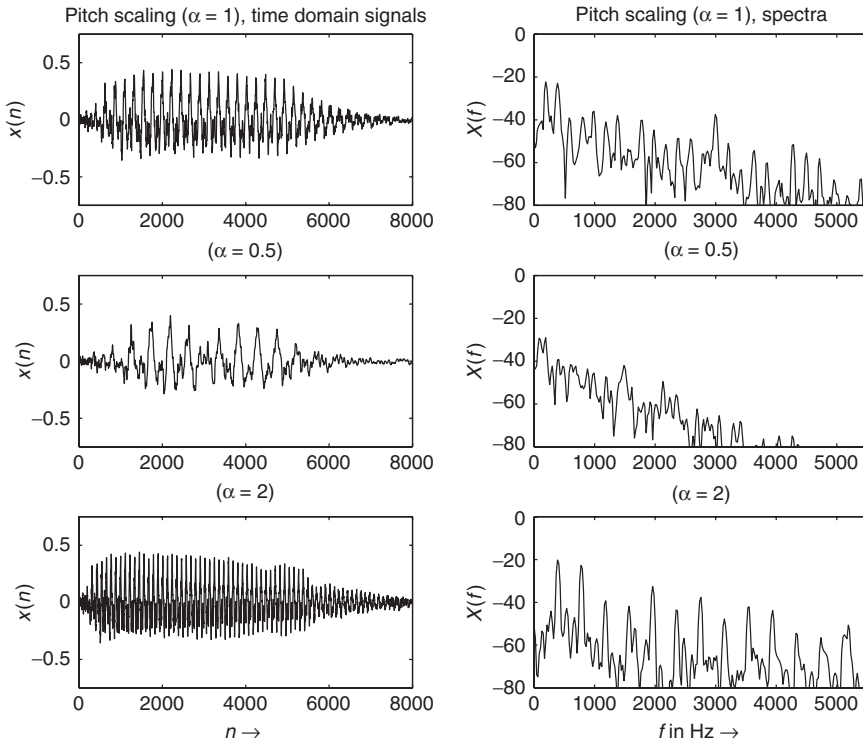 Pitch scaling (α = 1), time domain signals
x(n)
0.5
0
−0.5
0 2000 4000 6000 8000
Pitch scaling (α = 1), spectra
X(f)
0
−20
−40
−60
−80
0 1000 2000 3000 4000 5000
(α = 0.5)
x(n)
0.5
0
−0.5
0 2000 4000 6000 8000
(α = 0.5)
X(f)
0
−20
−40
−60
−80
0 1000 2000 3000 4000 5000
(α = 2)
x(n)
0.5
0
−0.5
0 2000 4000 6000 8000
n →
(α = 2)
X(f)
0
−20
−40
−60
−80
0 1000 2000 3000 4000 5000
f in Hz →